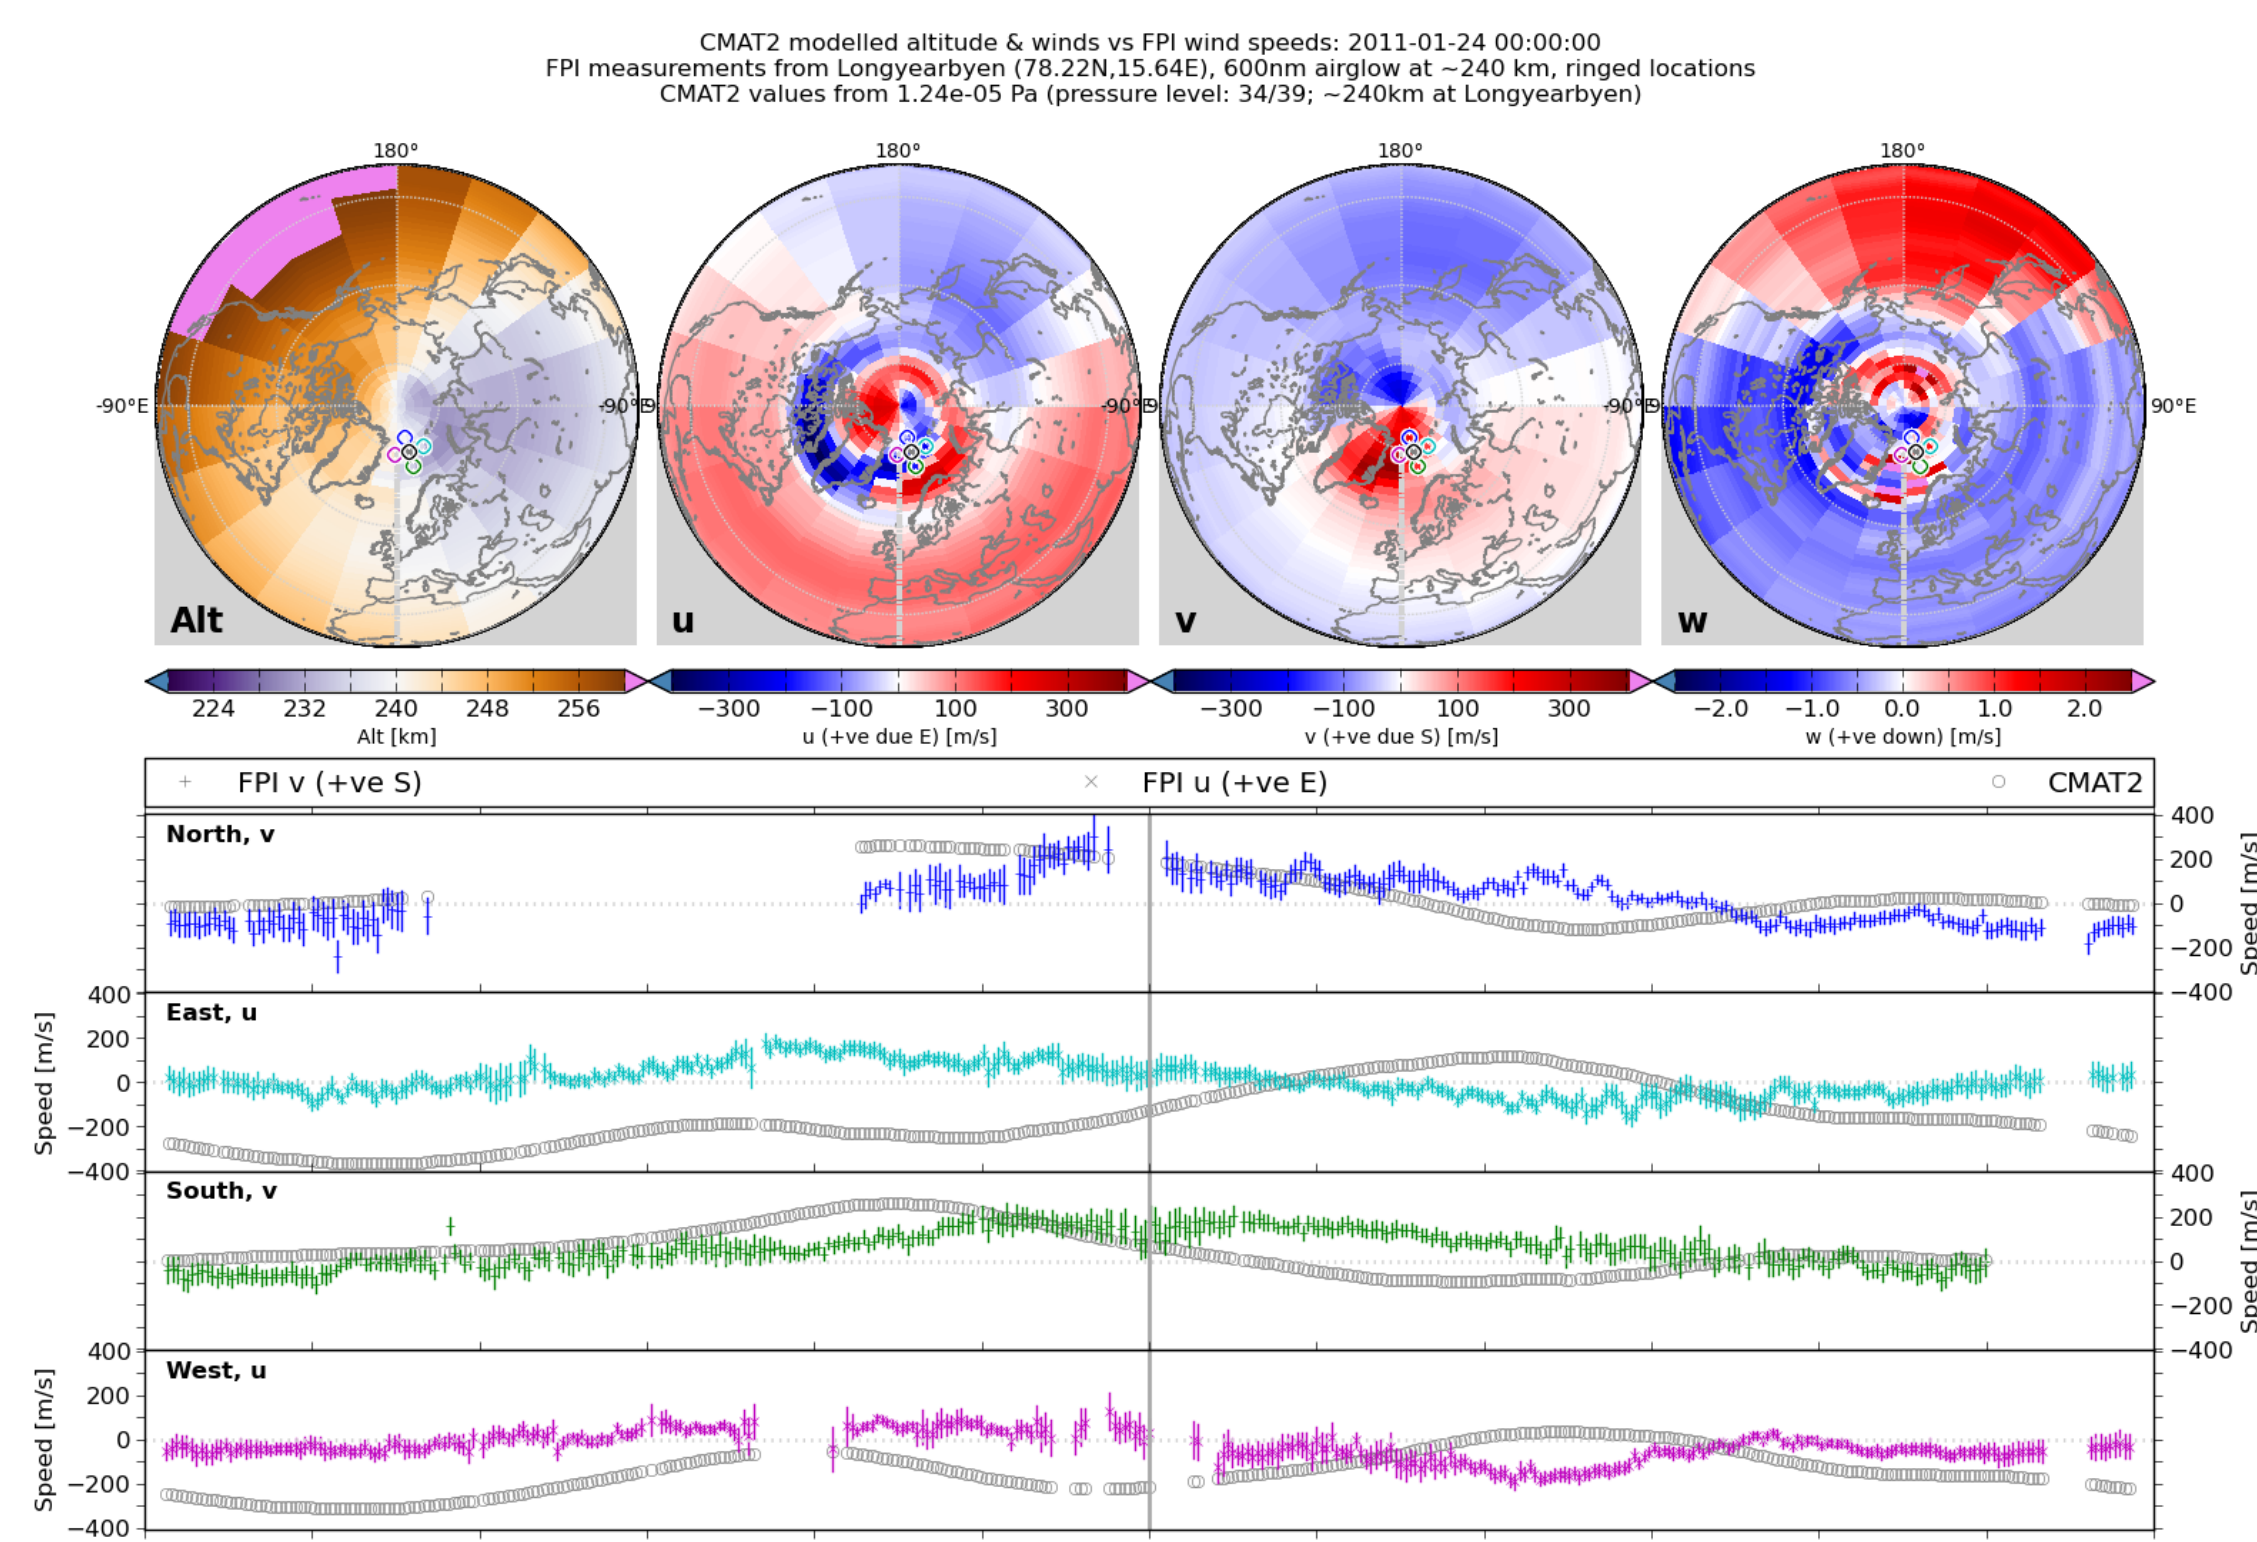 CMAT2 modelled altitude & winds vs FPI wind speeds: 2011-01-24 00:00:00
FPI measurements from Longyearbyen (78.22N,15.64E), 600nm airglow at ~240 km, ringed locations
CMAT2 values from 1.24e-05 Pa (pressure level: 34/39; ~240km at Longyearbyen)
180° 180° 180° 180°
-90°E -90°E -90°E 90°E
Alt u v w
224 232 240 248 256 −300 −100 100 300 −300 −100 100 300 −2.0 −1.0 0.0 1.0 2.0
Alt [km] u (+ve due E) [m/s] v (+ve due S) [m/s] w (+ve down) [m/s]
+ FPI v (+ve S) × FPI u (+ve E) ○ CMAT2
North, v
400
200
0
−200
−400
Speed [m/s]
East, u
400
200
0
−200
−400
Speed [m/s]
South, v
400
200
0
−200
−400
Speed [m/s]
West, u
400
200
0
−200
−400
Speed [m/s]